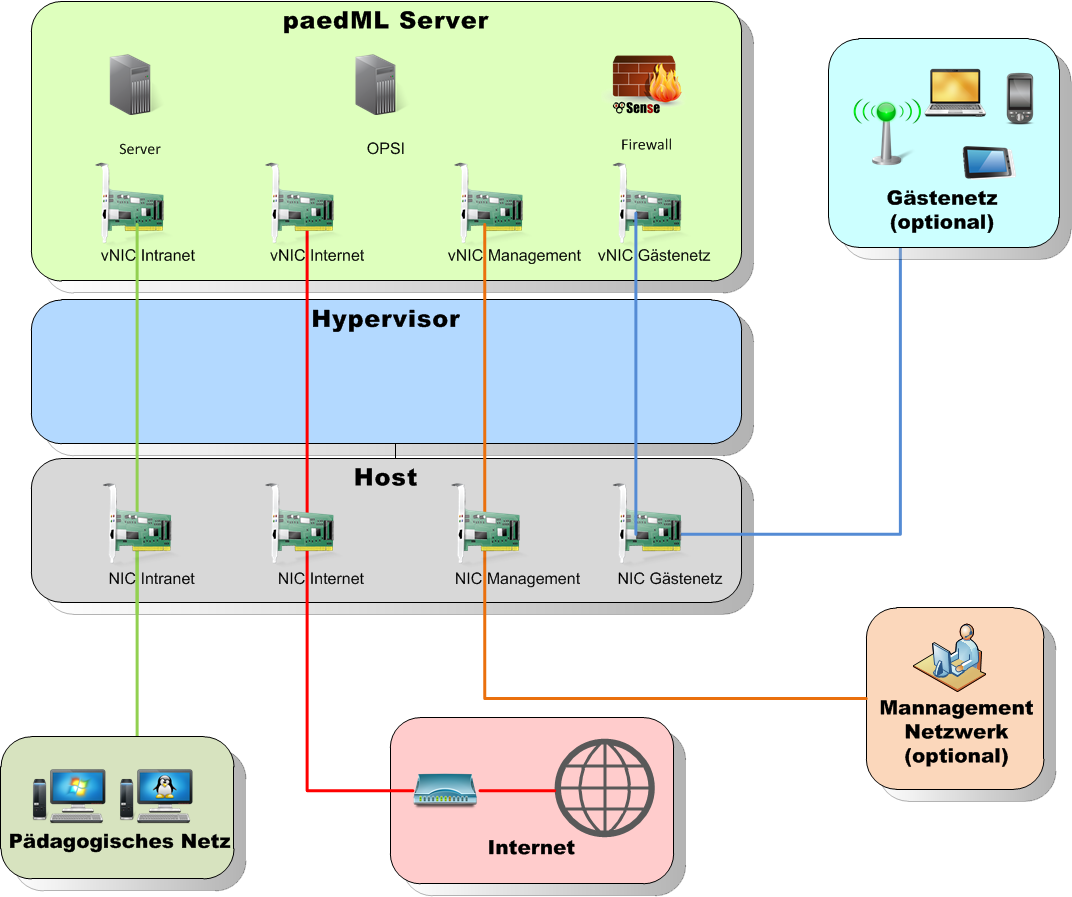 paedML Server
Sense
Server
OPSI
Firewall
vNIC Intranet
vNIC Internet
vNIC Management
vNIC Gästenetz
Gästenetz
(optional)
Hypervisor
Host
NIC Intranet
NIC Internet
NIC Management
NIC Gästenetz
Mannagement
Netzwerk
(optional)
Pädagogisches Netz
Internet